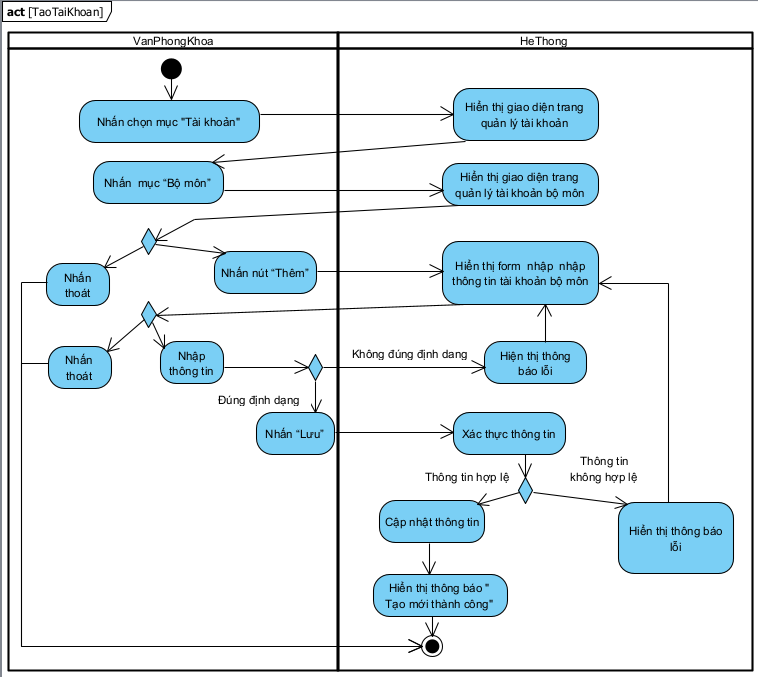 act [TaoTaiKhoan]
VanPhongKhoa
HeThong
Nhấn chọn mục "Tài khoản"
Hiển thị giao diện trang
quản lý tài khoản
Nhấn mục “Bộ môn”
Hiển thị giao diện trang
quản lý tài khoản bộ môn
Nhấn
thoát
Nhấn nút “Thêm”
Hiển thị form nhập nhập
thông tin tài khoản bộ môn
Nhấn
thoát
Nhập
thông tin
Không đúng định dang
Hiện thị thông
báo lỗi
Đúng định dạng
Nhấn “Lưu”
Xác thực thông tin
Thông tin hợp lệ
Thông tin
không hợp lệ
Cập nhật thông tin
Hiển thị thông báo
lỗi
Hiển thị thông báo "
Tạo mới thành công"